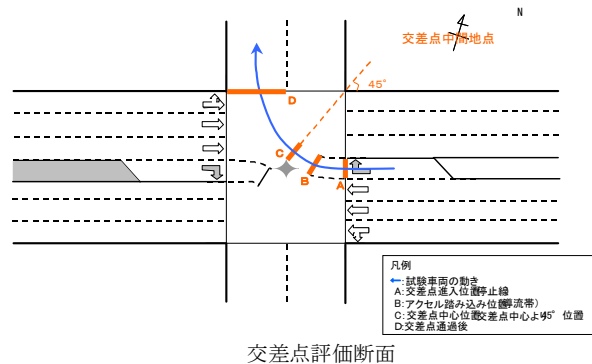 N
交差点中間地点
45°
D
C
B
A
凡例
試験車両の動き
A:交差点進入位置(停止線)
B:アクセル踏み込み位置(導流帯)
C:交差点中心位置(交差点中心より45°位置)
D:交差点通過後
交差点評価断面